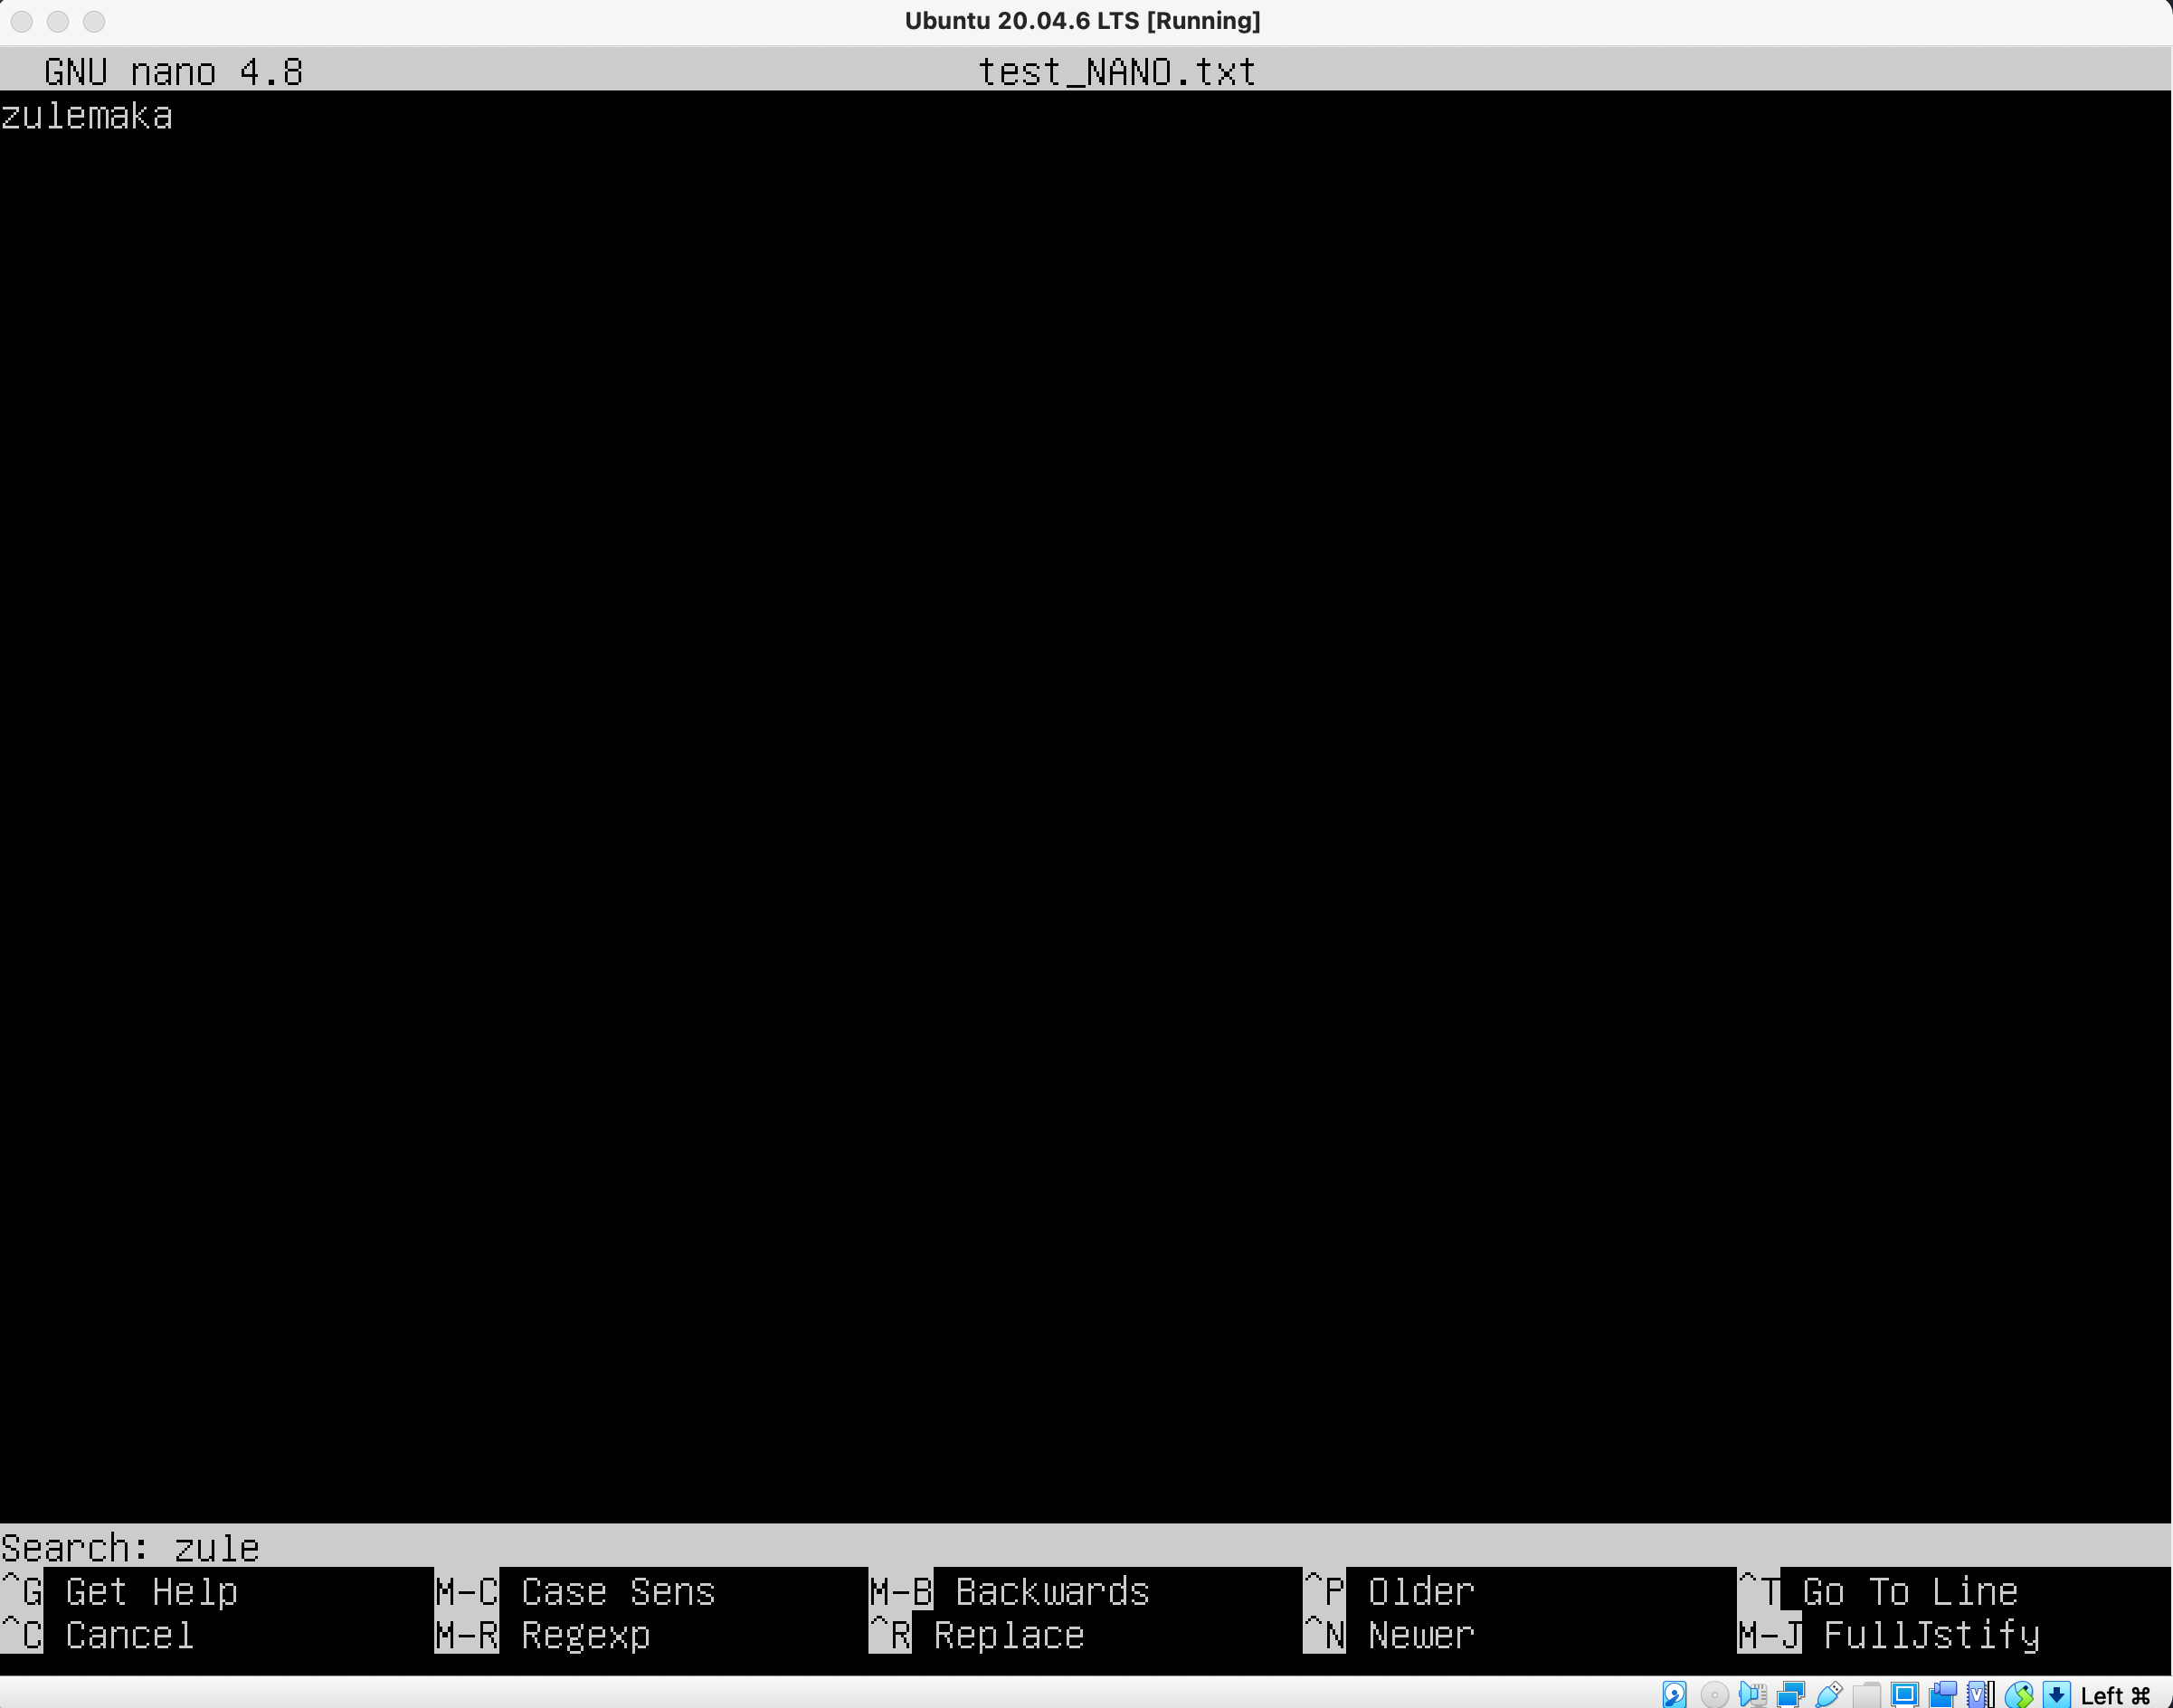 Ubuntu 20.04.6 LTS [Running]
GNU nano 4.8 test_NANO.txt
zulemaka
Search: zule
^G Get Help M-C Case Sens M-B Backwards ^P Older ^T Go To Line
^C Cancel M-R Regexp ^R Replace ^N Newer M-J FullJstify
Left ⌘